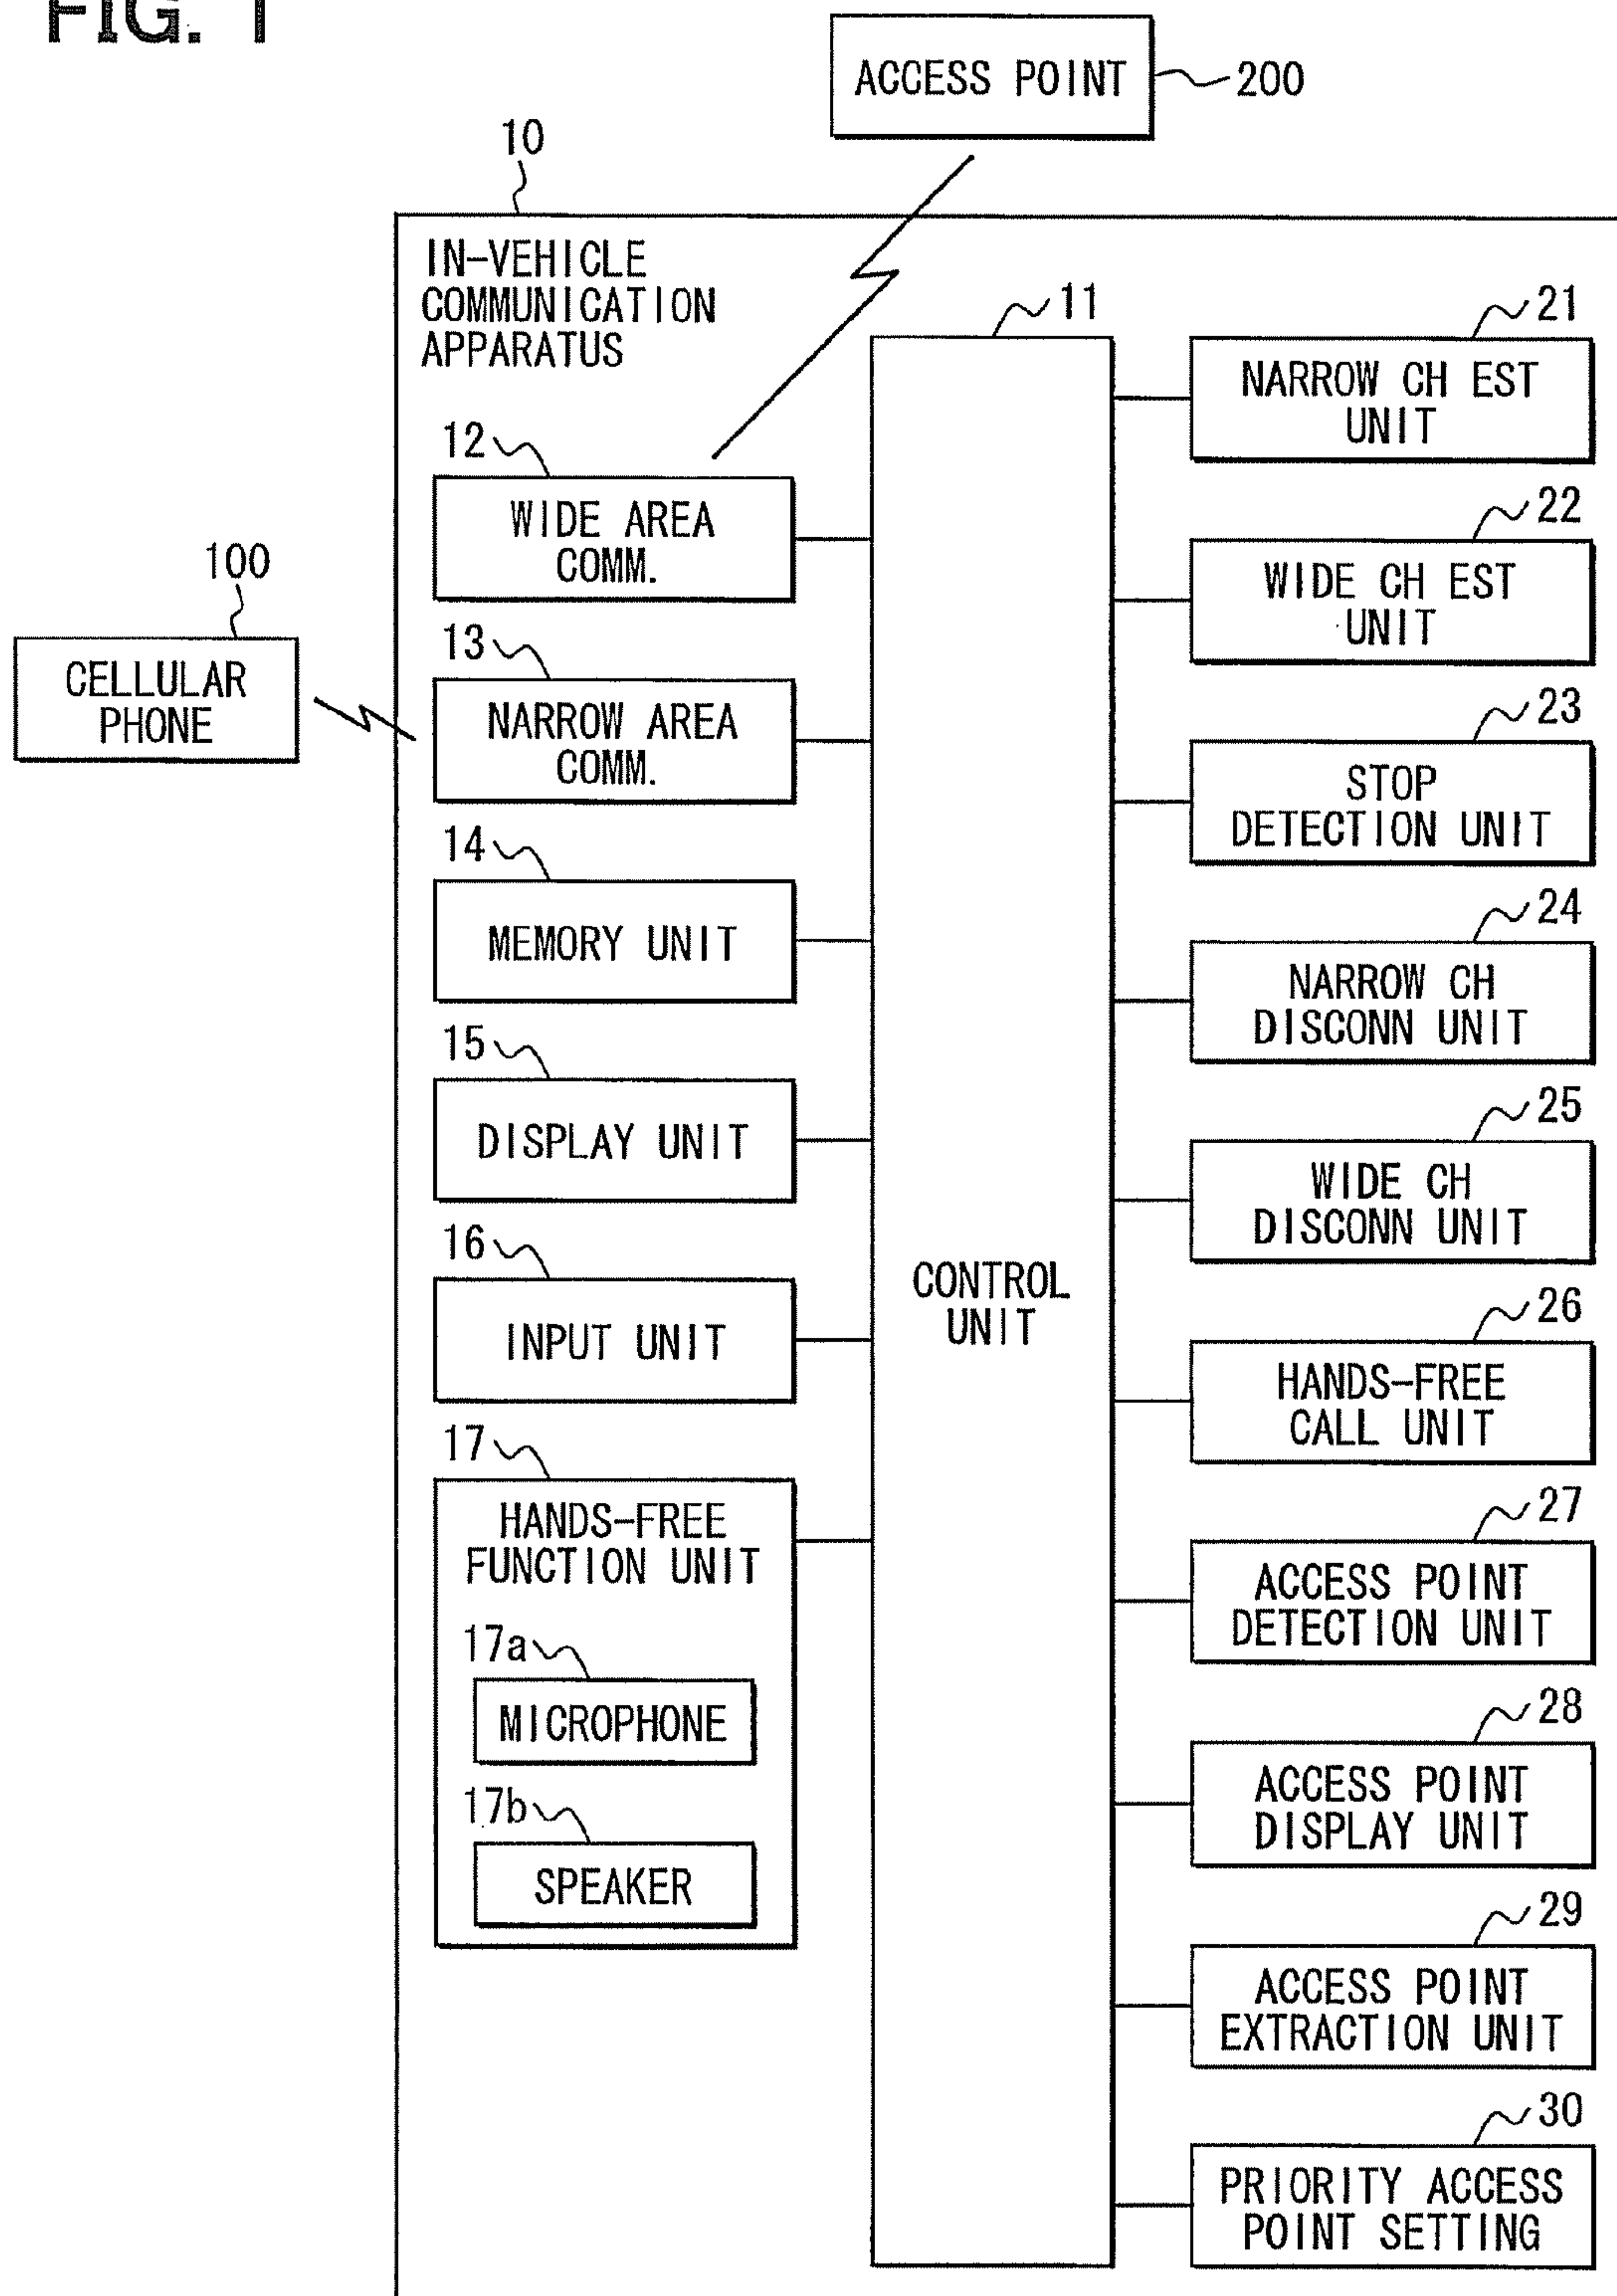 FIG. 1
ACCESS POINT
200
10
IN-VEHICLE
COMMUNICATION
APPARATUS
11
12
WIDE AREA
COMM.
100
CELLULAR
PHONE
13
NARROW AREA
COMM.
14
MEMORY UNIT
15
DISPLAY UNIT
16
INPUT UNIT
17
HANDS-FREE
FUNCTION UNIT
17a
MICROPHONE
17b
SPEAKER
CONTROL
UNIT
21
NARROW CH EST
UNIT
22
WIDE CH EST
UNIT
23
STOP
DETECTION UNIT
24
NARROW CH
DISCONN UNIT
25
WIDE CH
DISCONN UNIT
26
HANDS-FREE
CALL UNIT
27
ACCESS POINT
DETECTION UNIT
28
ACCESS POINT
DISPLAY UNIT
29
ACCESS POINT
EXTRACTION UNIT
30
PRIORITY ACCESS
POINT SETTING